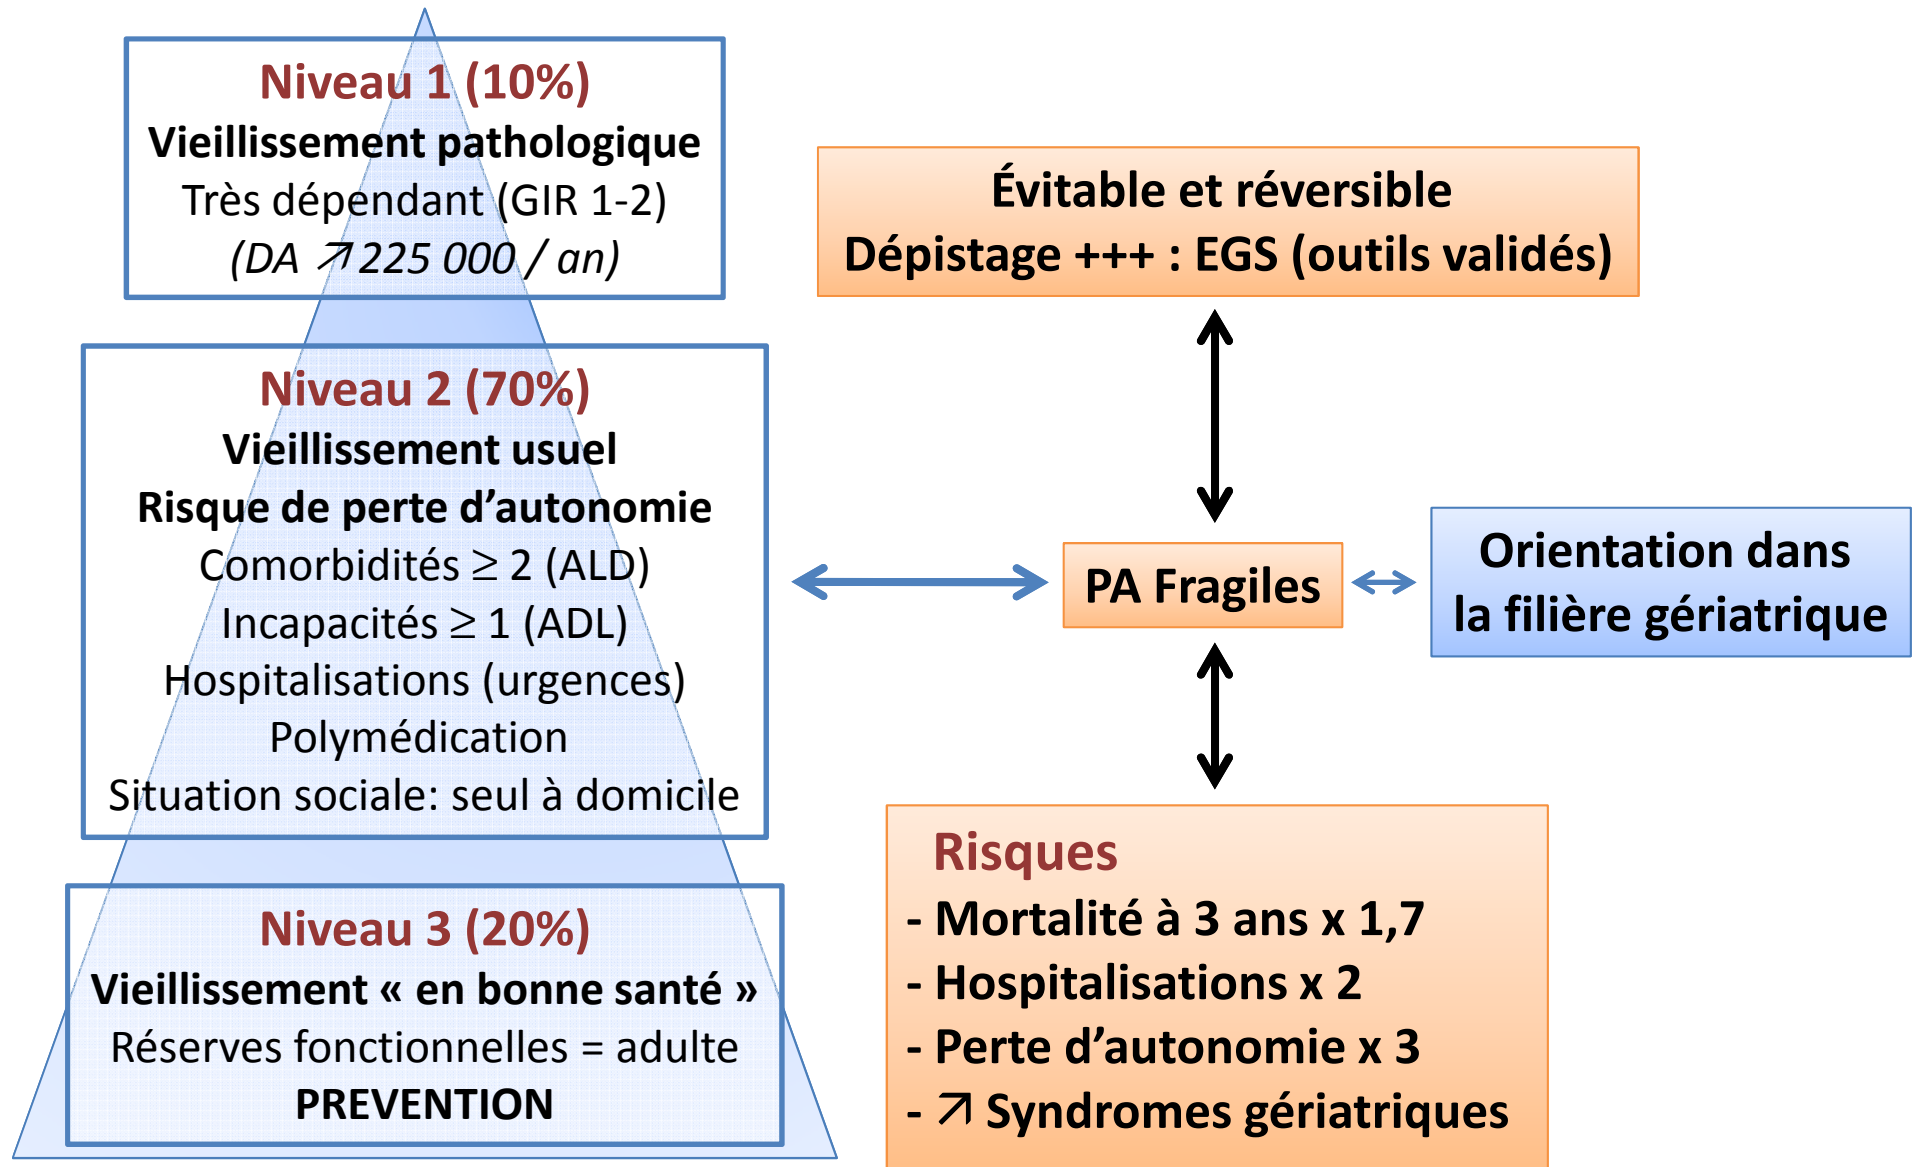 Niveau 1 (10%)
Vieillissement pathologique
Très dépendant (GIR 1-2)
(DA ↗ 225 000 / an)
Niveau 2 (70%)
Vieillissement usuel
Risque de perte d’autonomie
Comorbidités ≥ 2 (ALD)
Incapacités ≥ 1 (ADL)
Hospitalisations (urgences)
Polymédication
Situation sociale: seul à domicile
Niveau 3 (20%)
Vieillissement « en bonne santé »
Réserves fonctionnelles = adulte
PREVENTION
Évitable et réversible
Dépistage +++ : EGS (outils validés)
PA Fragiles
Orientation dans
la filière gériatrique
Risques
- Mortalité à 3 ans x 1,7
- Hospitalisations x 2
- Perte d’autonomie x 3
- ↗ Syndromes gériatriques